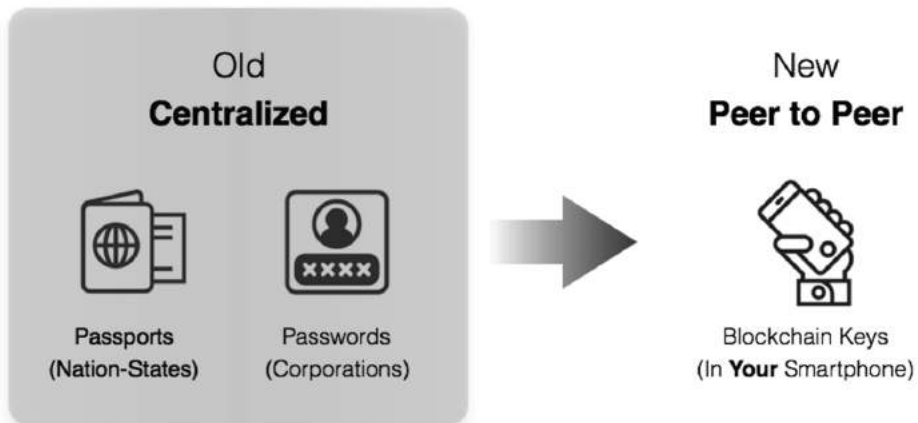 Old
Centralized
Passports
(Nation-States)
xxxx
Passwords
(Corporations)
New
Peer to Peer
Blockchain Keys
(In Your Smartphone)